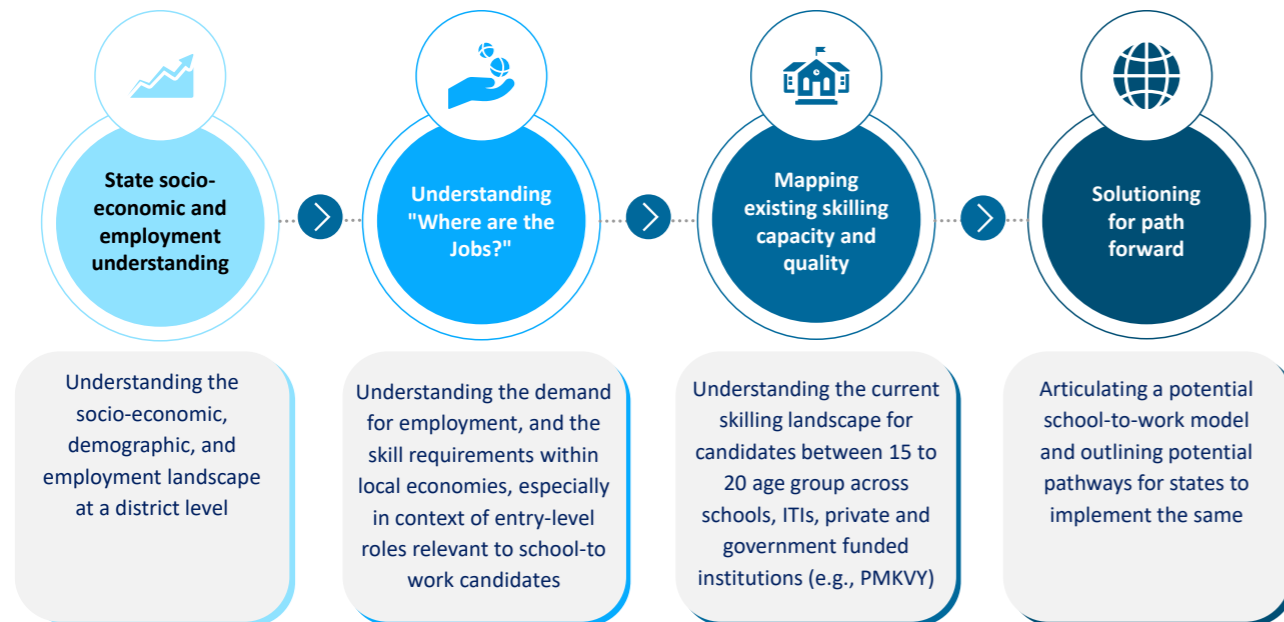 State socio-
economic and
employment
understanding
Understanding
"Where are the
Jobs?"
Mapping
existing skilling
capacity and
quality
Solutioning
for path
forward
Understanding the
socio-economic,
demographic, and
employment landscape
at a district level
Understanding the demand
for employment, and the
skill requirements within
local economies, especially
in context of entry-level
roles relevant to school-to
work candidates
Understanding the current
skilling landscape for
candidates between 15 to
20 age group across
schools, ITIs, private and
government funded
institutions (e.g., PMKVY)
Articulating a potential
school-to-work model
and outlining potential
pathways for states to
implement the same